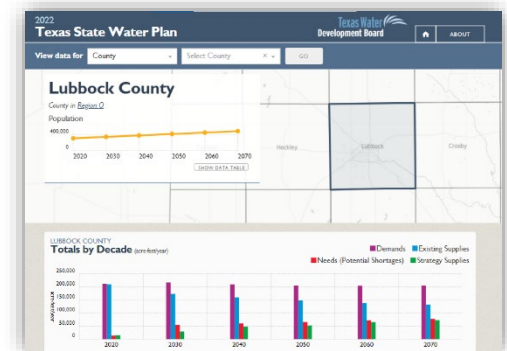 2022
Texas State Water Plan
Texas Water
Development Board
ABOUT
View data for County Select County × GO
Lubbock County
County in Region O
Population
400,000
0
2020 2030 2040 2050 2060 2070
SHOW DATA TABLE
Hockley Lubbock Crosby
LUBBOCK COUNTY
Totals by Decade (acre-feet/year)
Demands Existing Supplies
Needs (Potential Shortages) Strategy Supplies
250,000
200,000
150,000
100,000
50,000
0
2020 2030 2040 2050 2060 2070